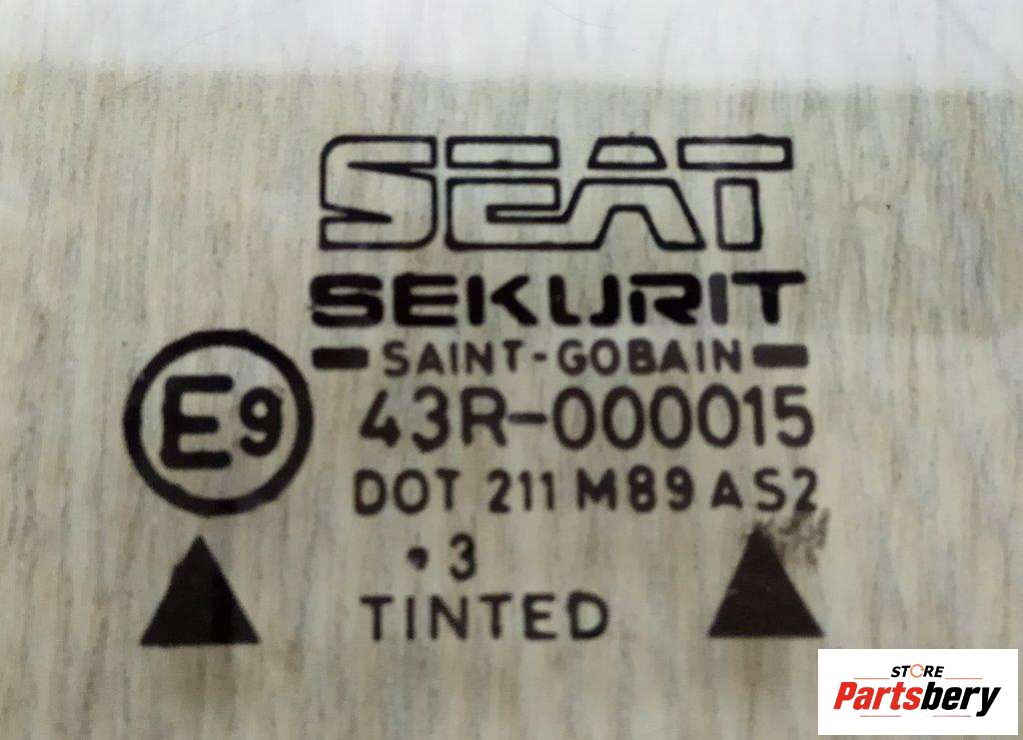 SEAT
SEKURIT
SAINT-GOBAIN
E9
43R-000015
DOT 211 M89 AS2
.3
TINTED
STORE
Partsbery